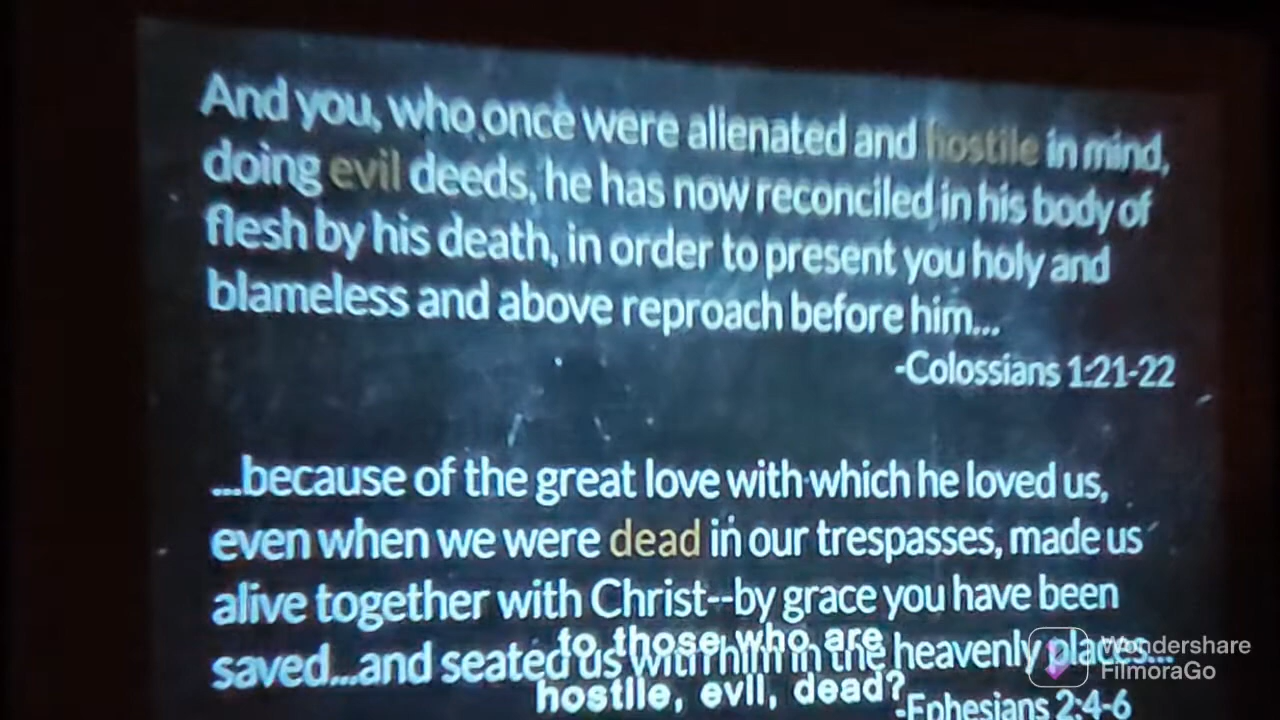 And you, who once were alienated and hostile in mind,
doing evil deeds, he has now reconciled in his body of
flesh by his death, in order to present you holy and
blameless and above reproach before him...
-Colossians 1:21-22
...because of the great love with which he loved us,
even when we were dead in our trespasses, made us
alive together with Christ--by grace you have been
saved...and seated us with him in the heavenly places...
-Ephesians 2:4-6
to those who are
hostile, evil, dead?
Wondershare
FilmoraGo